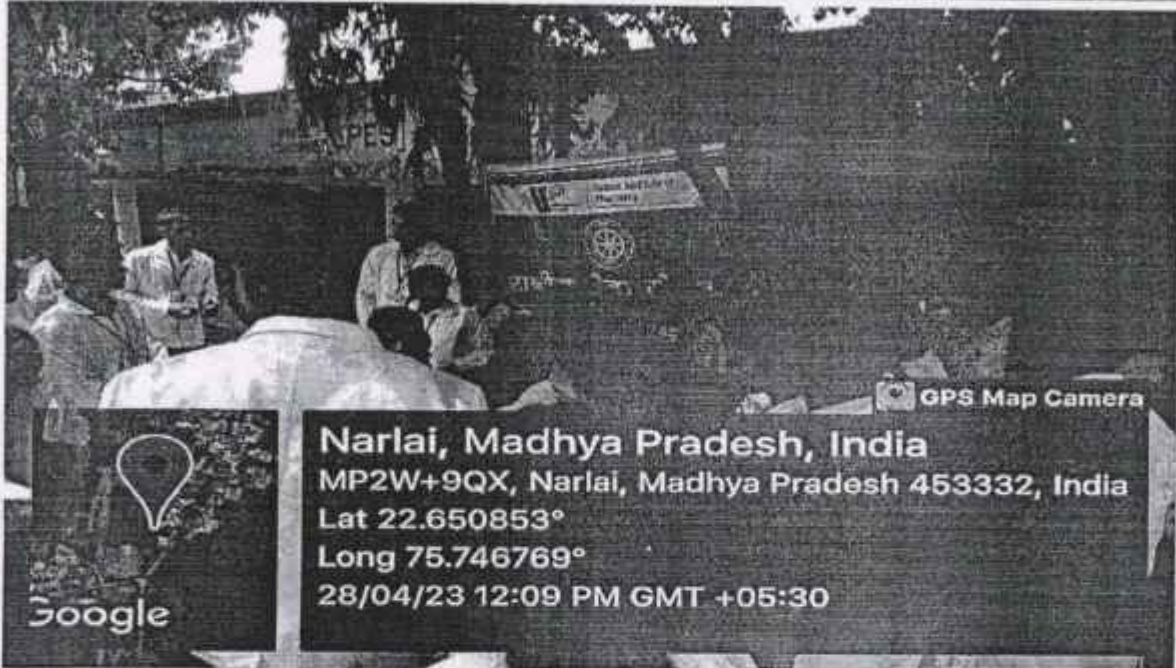 PEST
GPS Map Camera
Narlai, Madhya Pradesh, India
MP2W+9QX, Narlai, Madhya Pradesh 453332, India
Lat 22.650853°
Long 75.746769°
28/04/23 12:09 PM GMT +05:30
Google